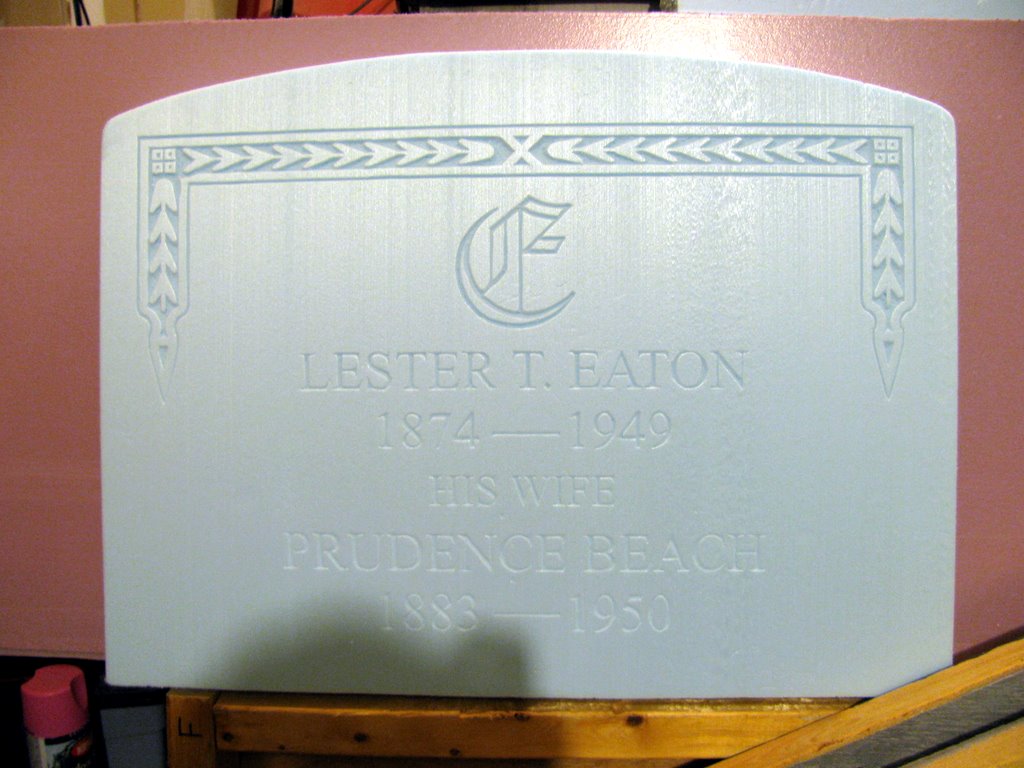 E
LESTER T. EATON
1874 — 1949
HIS WIFE
PRUDENCE BEACH
1883 — 1950
F